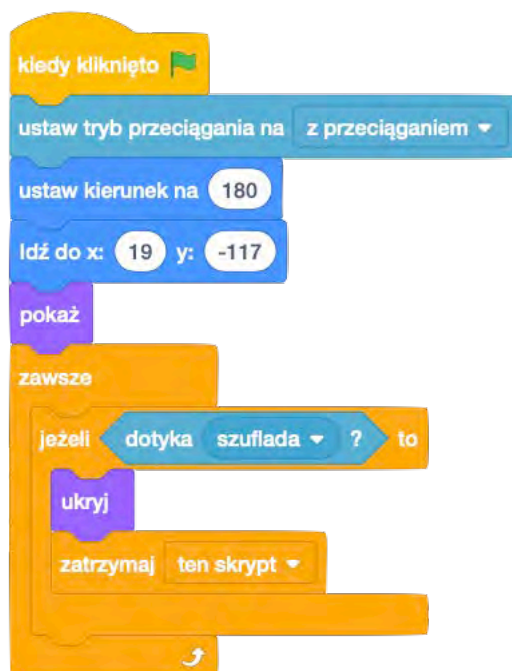 kiedy kliknięto
ustaw tryb przeciągania na z przeciąganiem
ustaw kierunek na 180
Idź do x: 19 y: -117
pokaż
zawsze
jeżeli dotyka szuflada ? to
ukryj
zatrzymaj ten skrypt